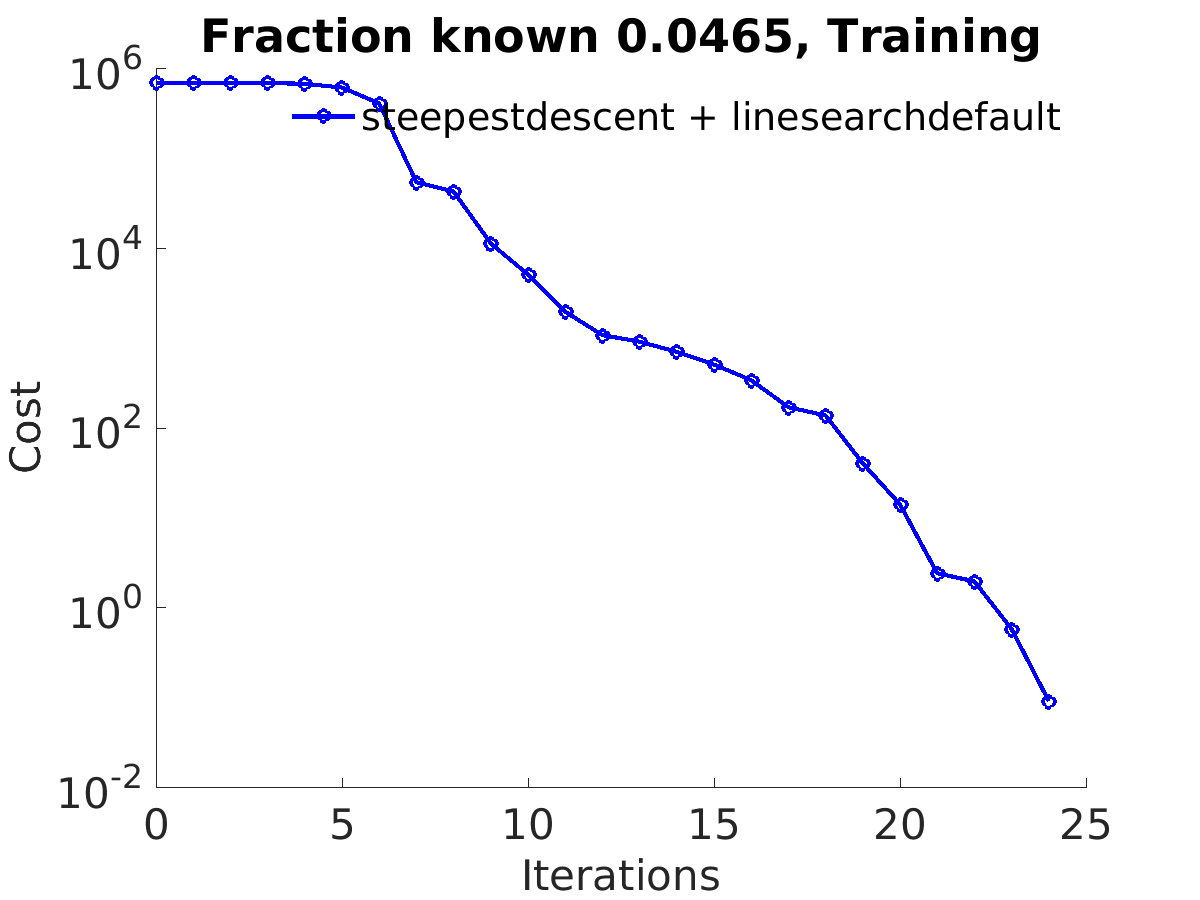 Fraction known 0.0465, Training
steepestdescent + linesearchdefault
Cost
10^6
10^4
10^2
10^0
10^-2
0 5 10 15 20 25
Iterations